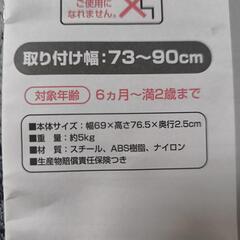 ご使用に
なれません。
取り付け幅：73〜90cm
対象年齢 6ヵ月〜満2歳まで
■本体サイズ：幅69×高さ76.5×奥行2.5cm
■重 量：約5kg
■材 質：スチール、ABS樹脂、ナイロン
■生産物賠償責任保険つき